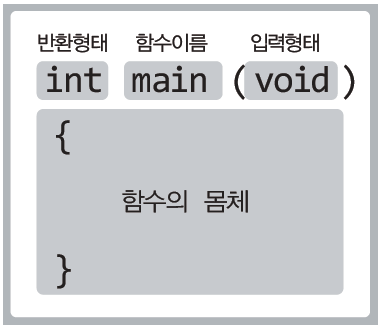 반환형태 함수이름 입력형태
int main (void)
{
함수의 몸체
}